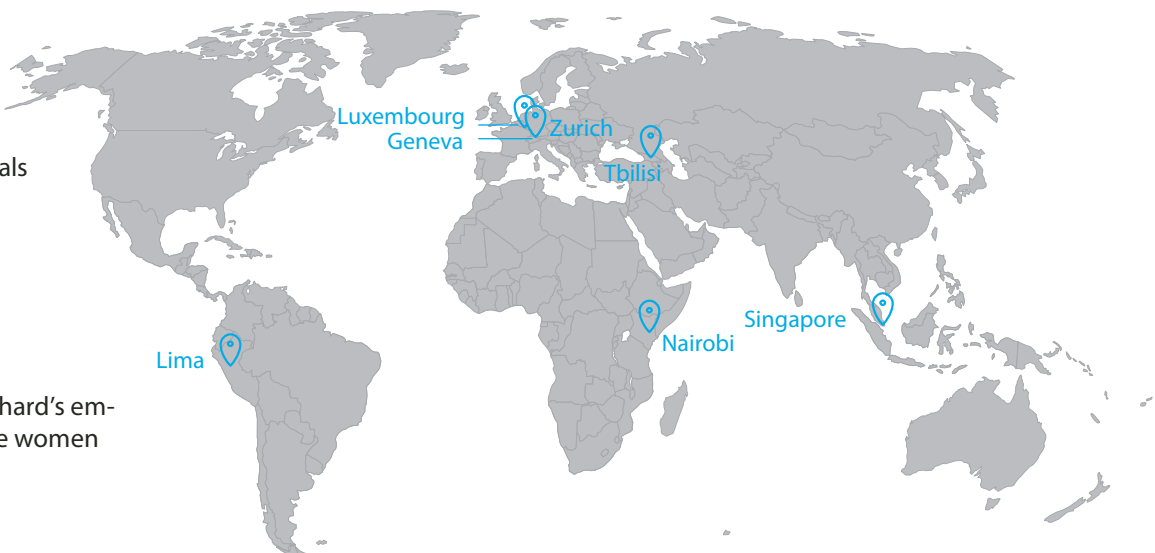 als
hard’s em-
e women
Luxembourg
Geneva
Zurich
Tbilisi
Singapore
Nairobi
Lima